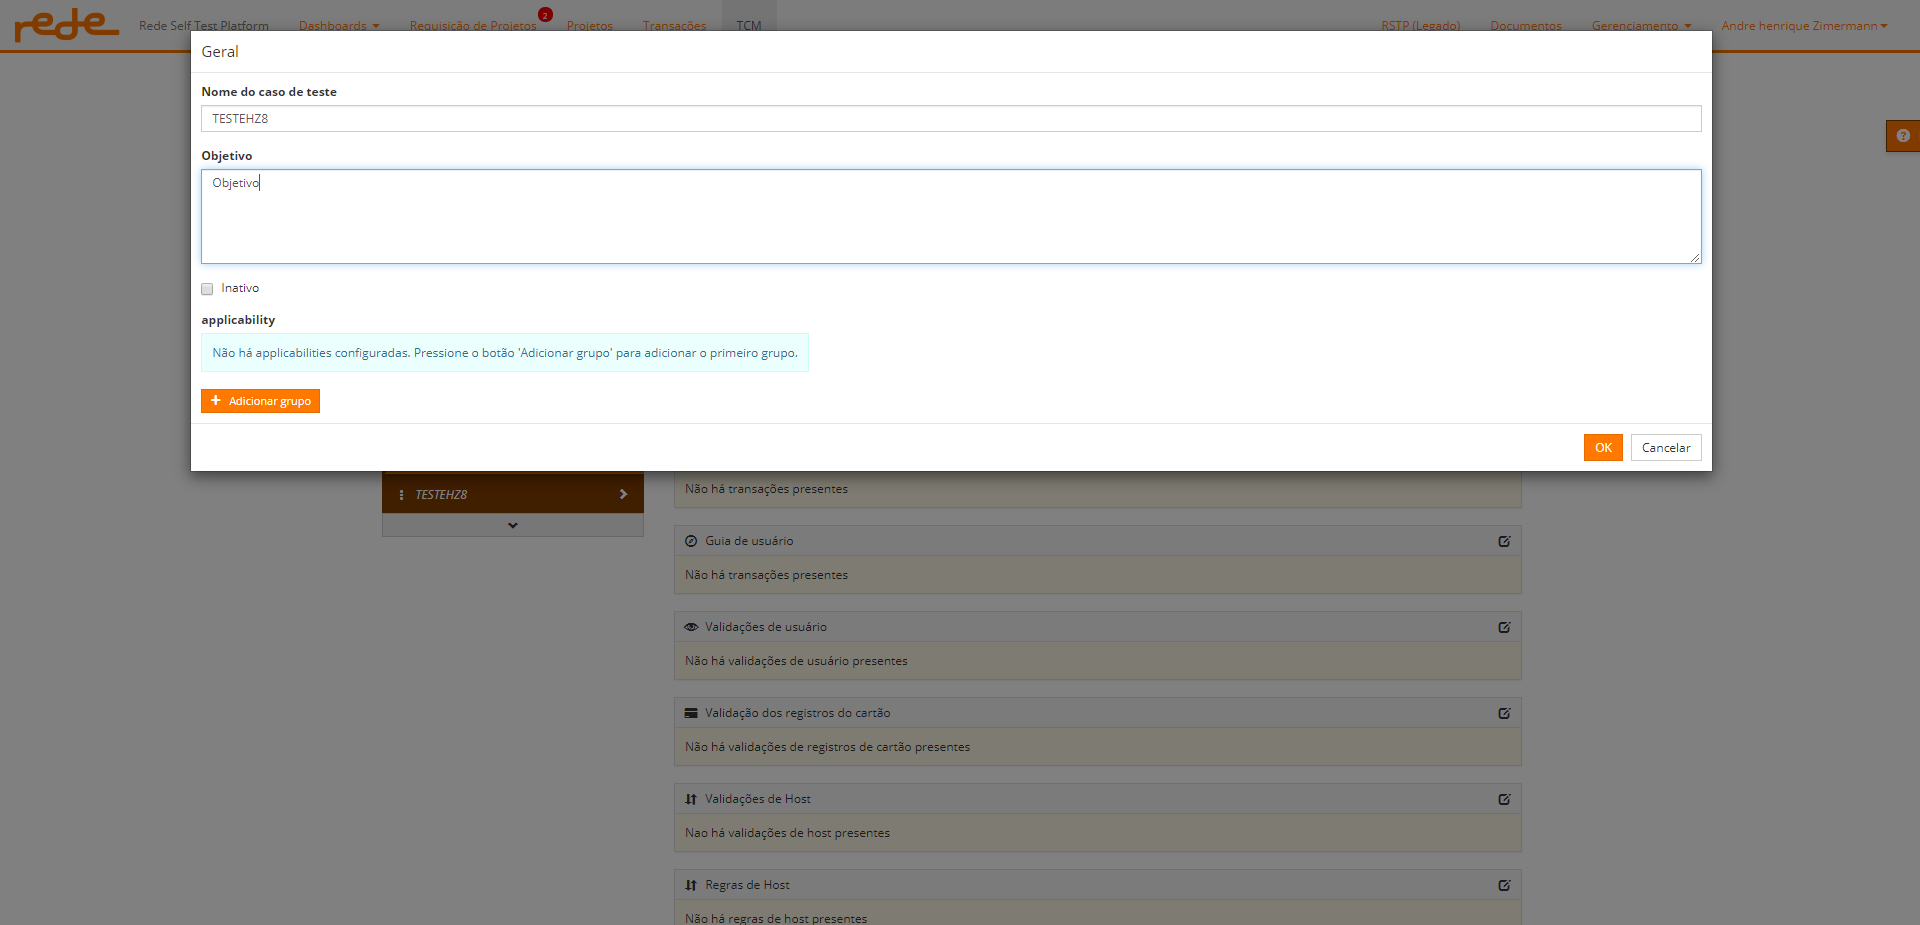 rede
Rede Self Test Platform
Dashboards
Requisição de Projetos
2
Projetos
Transações
TCM
RSTP (Legado)
Documentos
Gerenciamento
Andre henrique Zimermann
Geral
Nome do caso de teste
TESTEHZ8
Objetivo
Objetivo
Inativo
applicability
Não há applicabilities configuradas. Pressione o botão 'Adicionar grupo' para adicionar o primeiro grupo.
Adicionar grupo
OK
Cancelar
TESTEHZ8
Não há transações presentes
Guia de usuário
Não há transações presentes
Validações de usuário
Não há validações de usuário presentes
Validação dos registros do cartão
Não há validações de registros de cartão presentes
Validações de Host
Nao há validações de host presentes
Regras de Host
Não há regras de host presentes